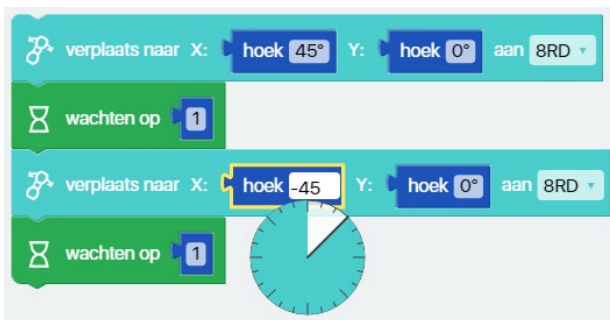 verplaats naar X: hoek 45° Y: hoek 0° aan 8RD
wachten op 1
verplaats naar X: hoek -45 Y: hoek 0° aan 8RD
wachten op 1